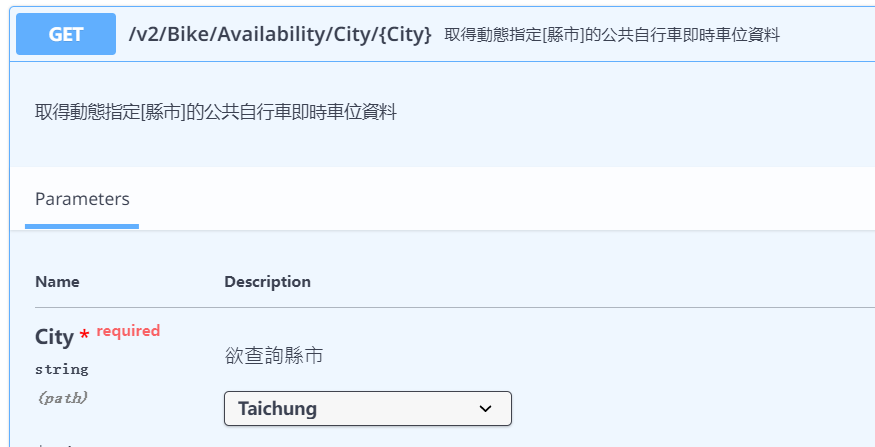 GET /v2/Bike/Availability/City/{City} 取得動態指定[縣市]的公共自行車即時車位資料
取得動態指定[縣市]的公共自行車即時車位資料
Parameters
Name Description
City * required
string
(path)
欲查詢縣市
Taichung